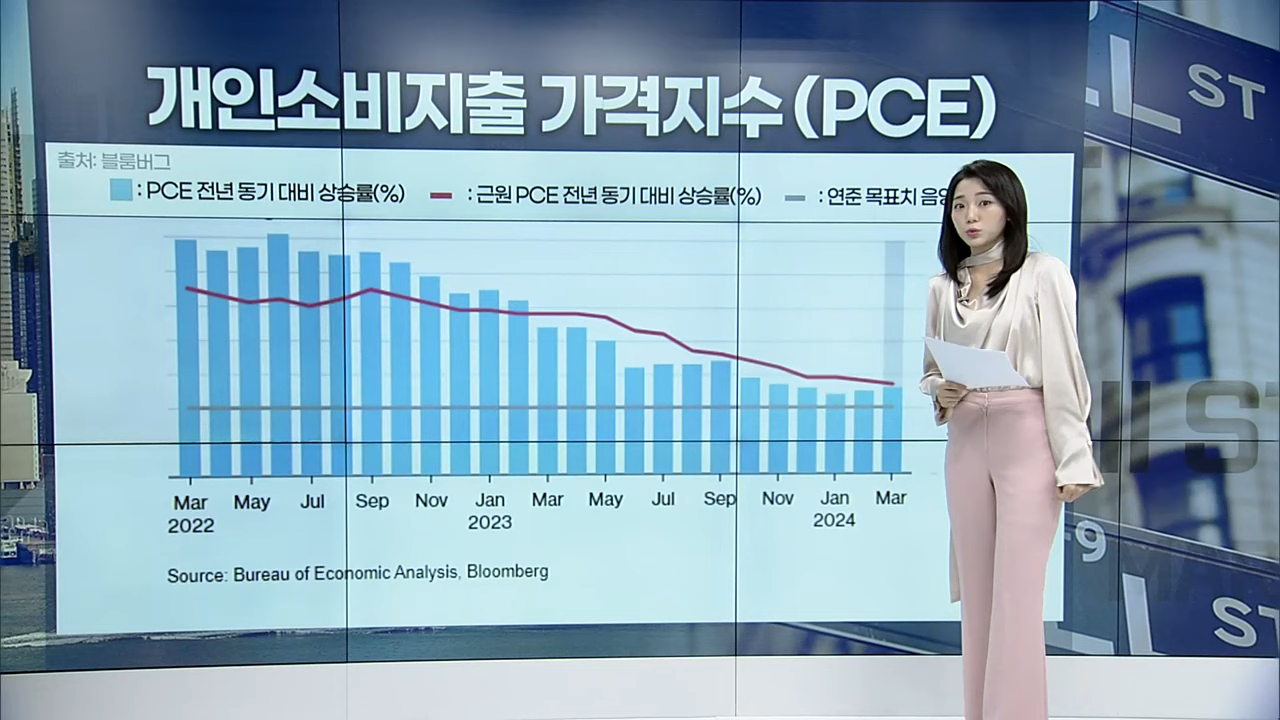 개인소비지출 가격지수 (PCE)
출처: 블룸버그
: PCE 전년 동기 대비 상승률(%) : 근원 PCE 전년 동기 대비 상승률(%) : 연준 목표치
Mar May Jul Sep Nov Jan Mar May Jul Sep Nov Jan Mar
2022 2023 2024
Source: Bureau of Economic Analysis, Bloomberg
ST
ST
9
ST